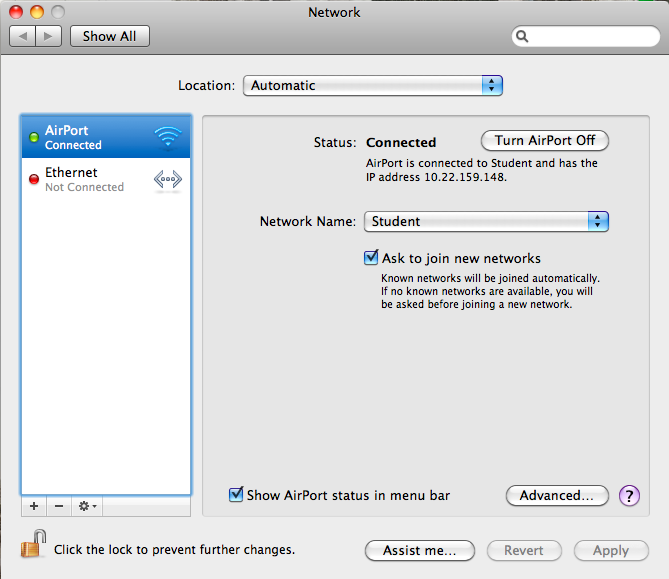 Network
Show All
Location: Automatic
AirPort
Connected
Ethernet
Not Connected
Status: Connected
Turn AirPort Off
AirPort is connected to Student and has the
IP address 10.22.159.148.
Network Name: Student
Ask to join new networks
Known networks will be joined automatically.
If no known networks are available, you will
be asked before joining a new network.
Show AirPort status in menu bar
Advanced...
?
Click the lock to prevent further changes.
Assist me...
Revert
Apply